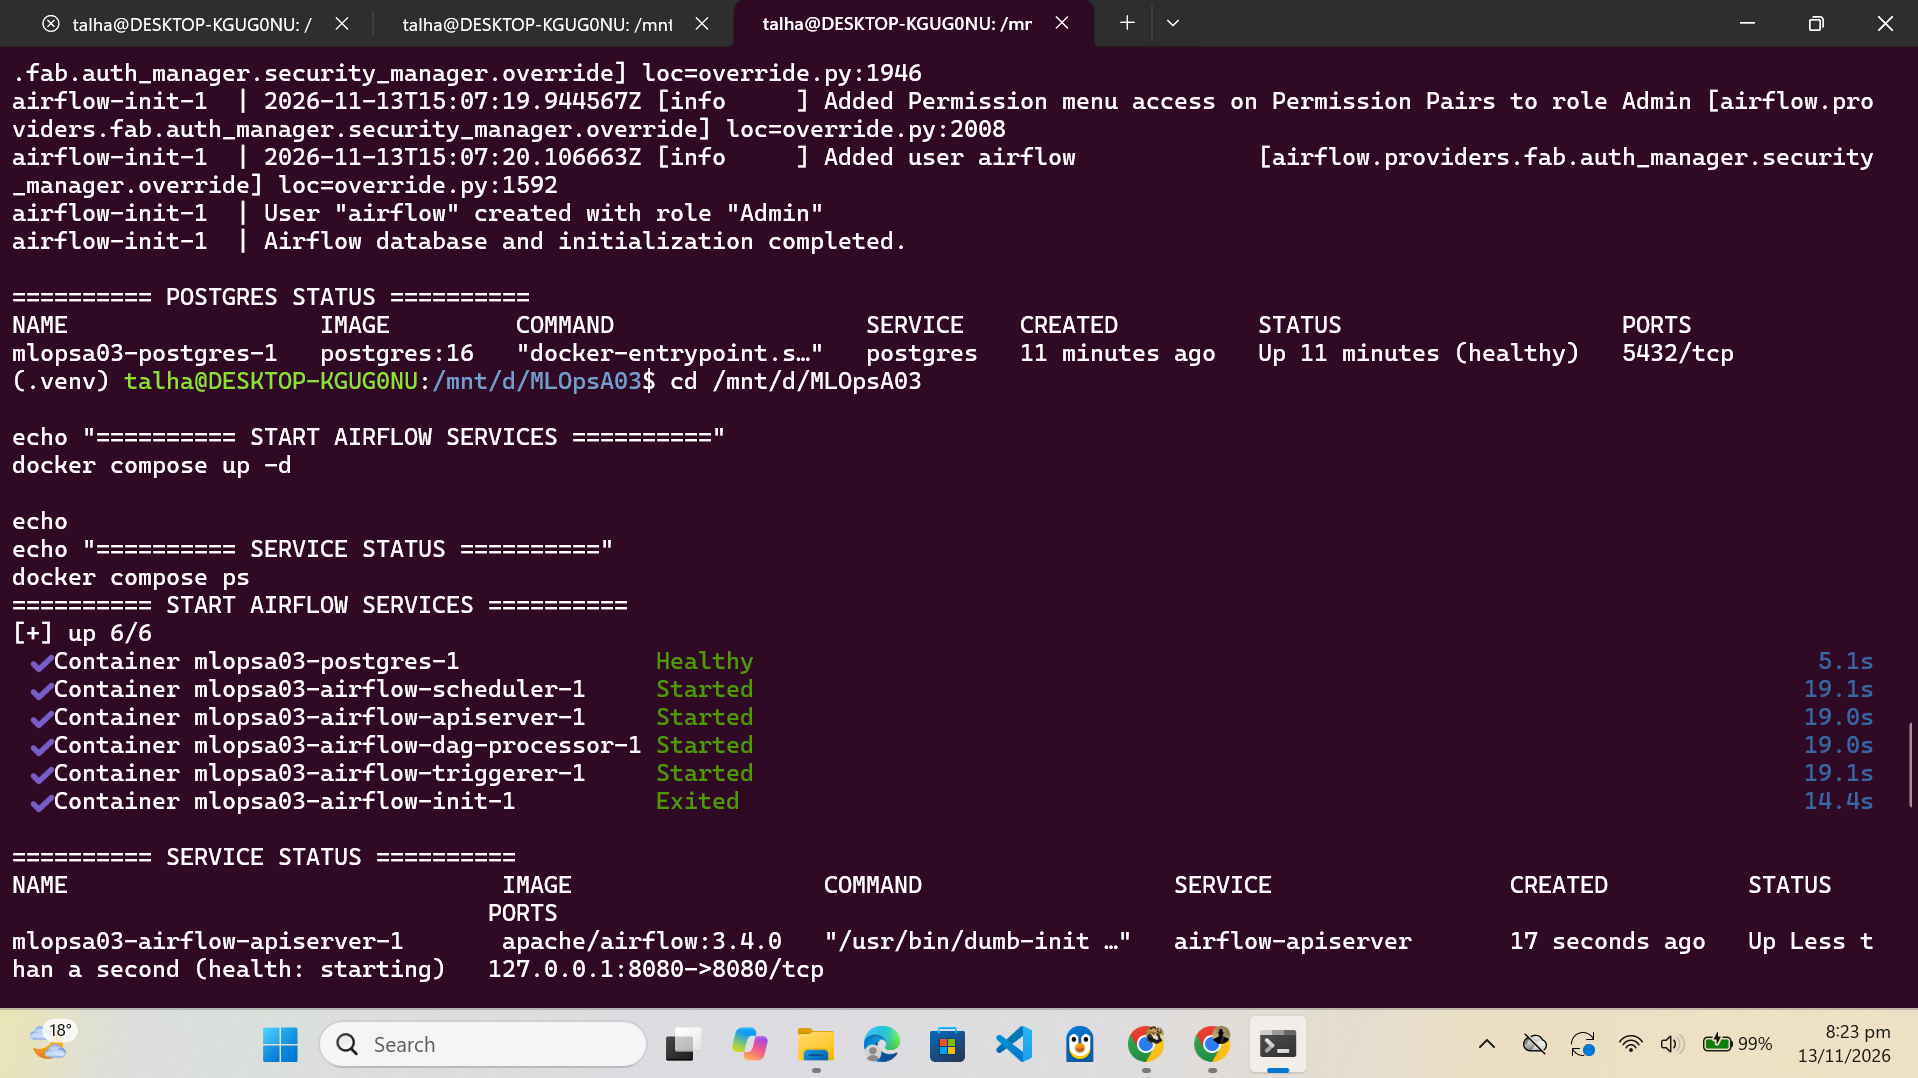 talha@DESKTOP-KGUG0NU: /
talha@DESKTOP-KGUG0NU: /mnt
talha@DESKTOP-KGUG0NU: /mr
.fab.auth_manager.security_manager.override] loc=override.py:1946
airflow-init-1  | 2026-11-13T15:07:19.944567Z [info     ] Added Permission menu access on Permission Pairs to role Admin [airflow.pro
viders.fab.auth_manager.security_manager.override] loc=override.py:2008
airflow-init-1  | 2026-11-13T15:07:20.106663Z [info     ] Added user airflow             [airflow.providers.fab.auth_manager.security
_manager.override] loc=override.py:1592
airflow-init-1  | User "airflow" created with role "Admin"
airflow-init-1  | Airflow database and initialization completed.
========== POSTGRES STATUS ==========
NAME                  IMAGE         COMMAND                  SERVICE    CREATED          STATUS                    PORTS
mlopsa03-postgres-1   postgres:16   "docker-entrypoint.s…"   postgres   11 minutes ago   Up 11 minutes (healthy)   5432/tcp
(.venv) talha@DESKTOP-KGUG0NU:/mnt/d/MLOpsA03$ cd /mnt/d/MLOpsA03
echo "========== START AIRFLOW SERVICES =========="
docker compose up -d
echo
echo "========== SERVICE STATUS =========="
docker compose ps
========== START AIRFLOW SERVICES ==========
[+] up 6/6
✔Container mlopsa03-postgres-1              Healthy 5.1s
✔Container mlopsa03-airflow-scheduler-1     Started 19.1s
✔Container mlopsa03-airflow-apiserver-1     Started 19.0s
✔Container mlopsa03-airflow-dag-processor-1 Started 19.0s
✔Container mlopsa03-airflow-triggerer-1     Started 19.1s
✔Container mlopsa03-airflow-init-1          Exited 14.4s
========== SERVICE STATUS ==========
NAME                               IMAGE                  COMMAND                  SERVICE                 CREATED          STATUS
PORTS
mlopsa03-airflow-apiserver-1       apache/airflow:3.4.0   "/usr/bin/dumb-init …"   airflow-apiserver       17 seconds ago   Up Less t
han a second (health: starting)   127.0.0.1:8080->8080/tcp
18°
Search
99%
8:23 pm
13/11/2026